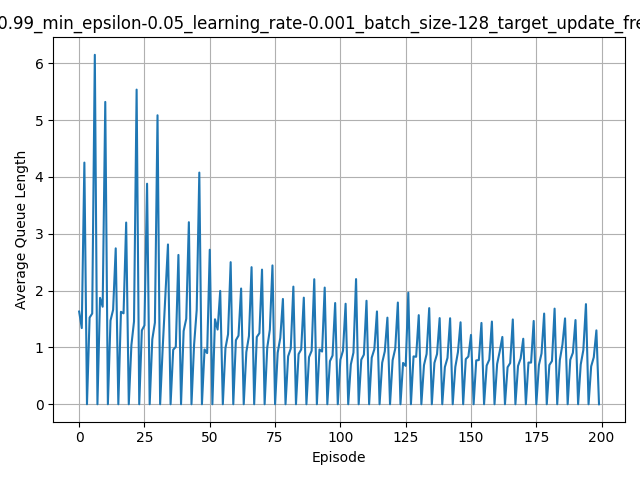 0.99_min_epsilon-0.05_learning_rate-0.001_batch_size-128_target_update_fre
Average Queue Length
6
5
4
3
2
1
0
0 25 50 75 100 125 150 175 200
Episode